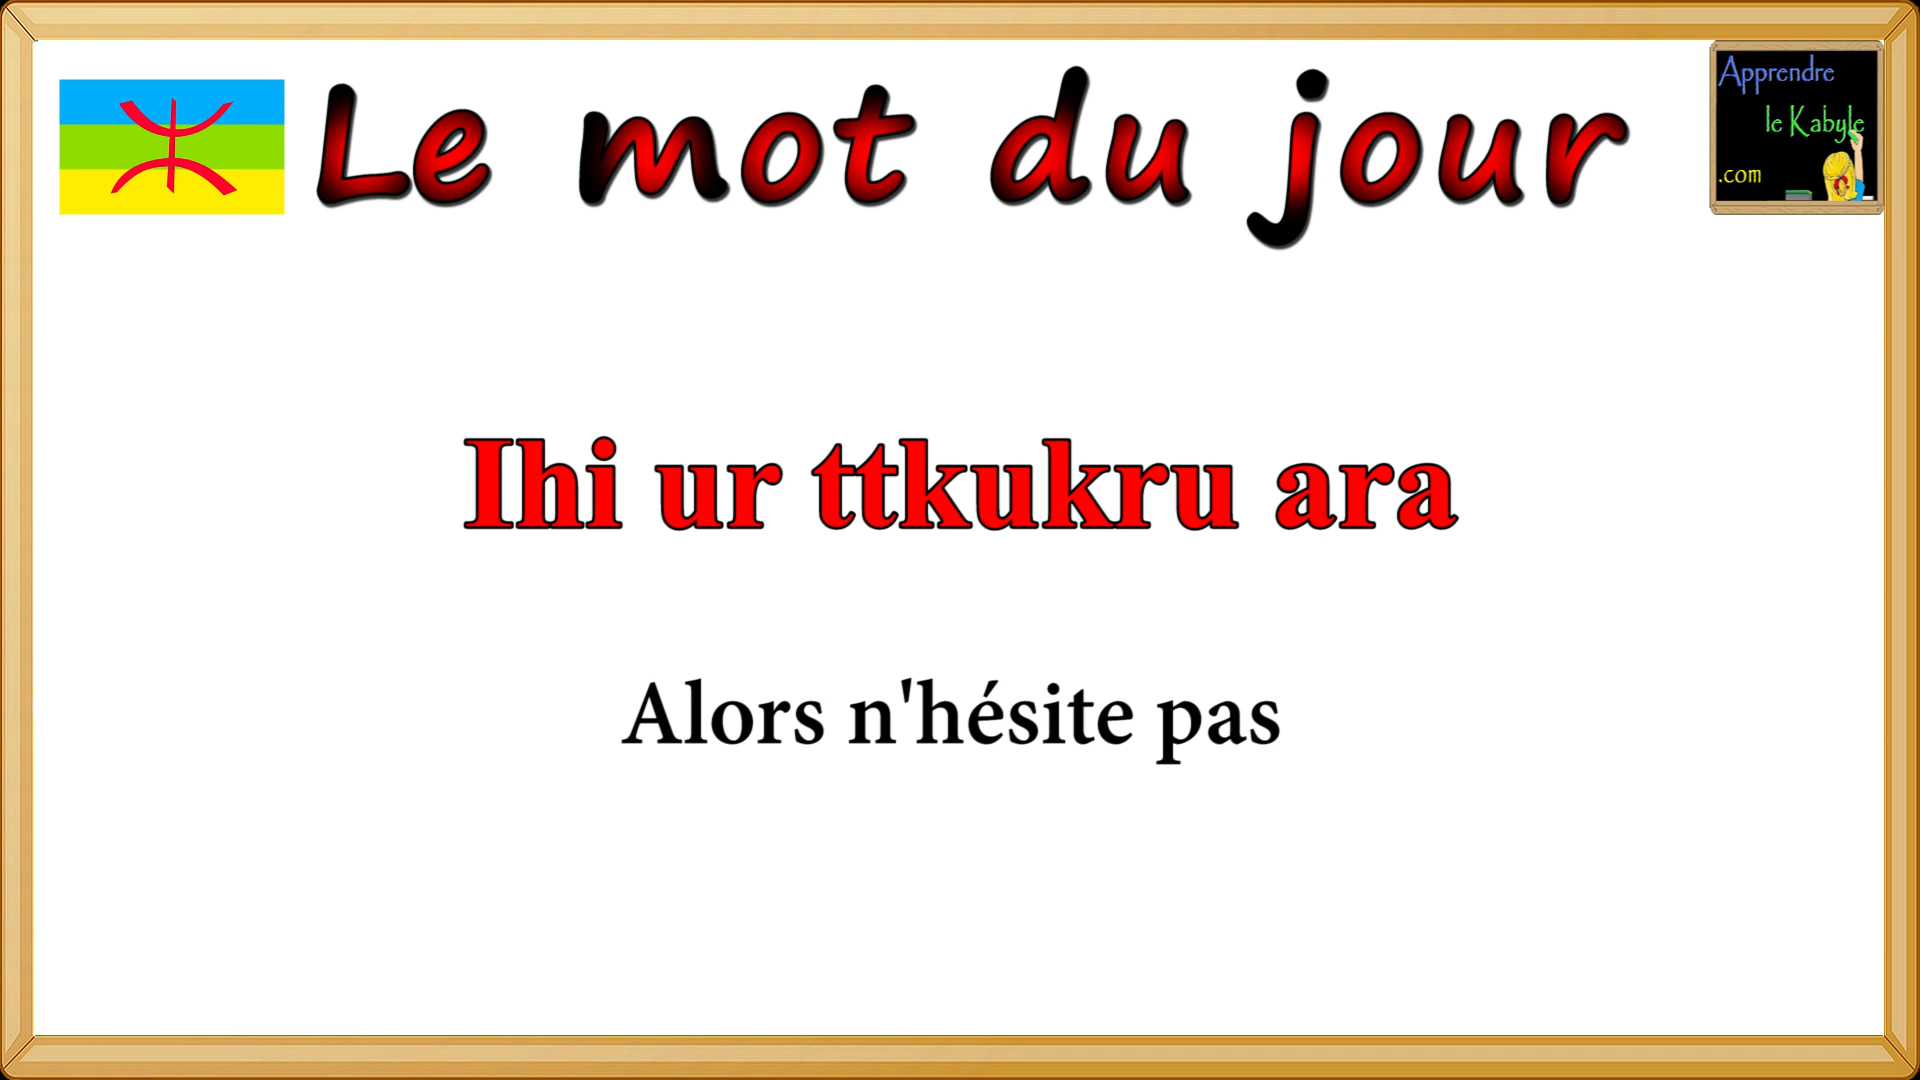 Le mot du jour
Apprendre
le Kabyle
.com
Ihi ur ttkukru ara
Alors n'hésite pas